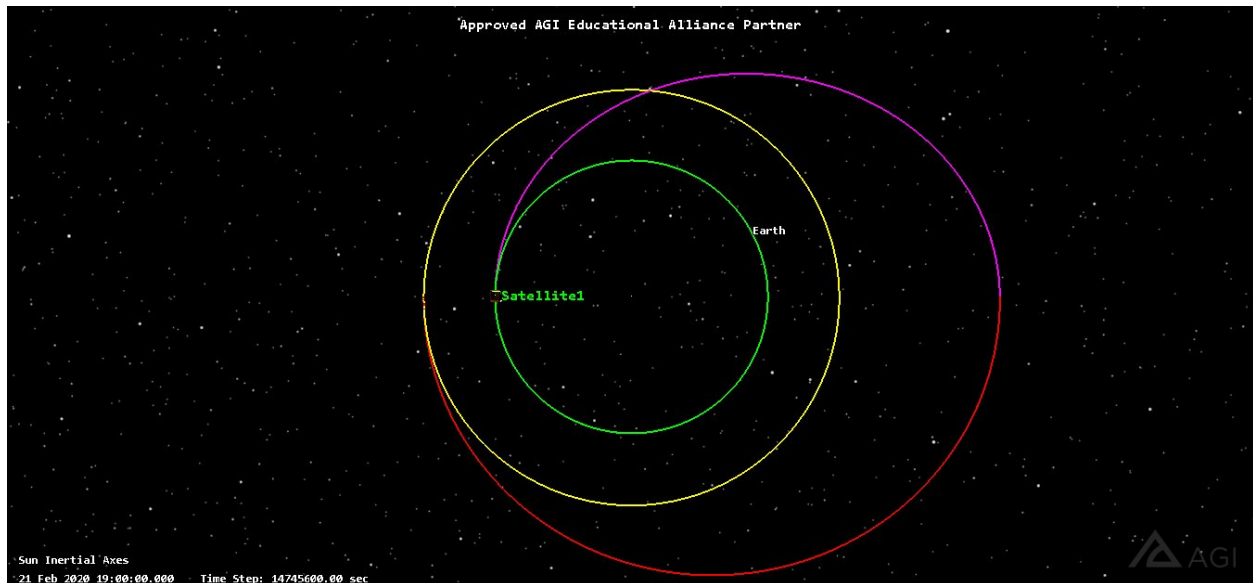 Approved AGI Educational Alliance Partner
Earth
Satellite1
Sun Inertial Axes
21 Feb 2020 19:00:00.000 Time Step: 14745600.00 sec
AGI